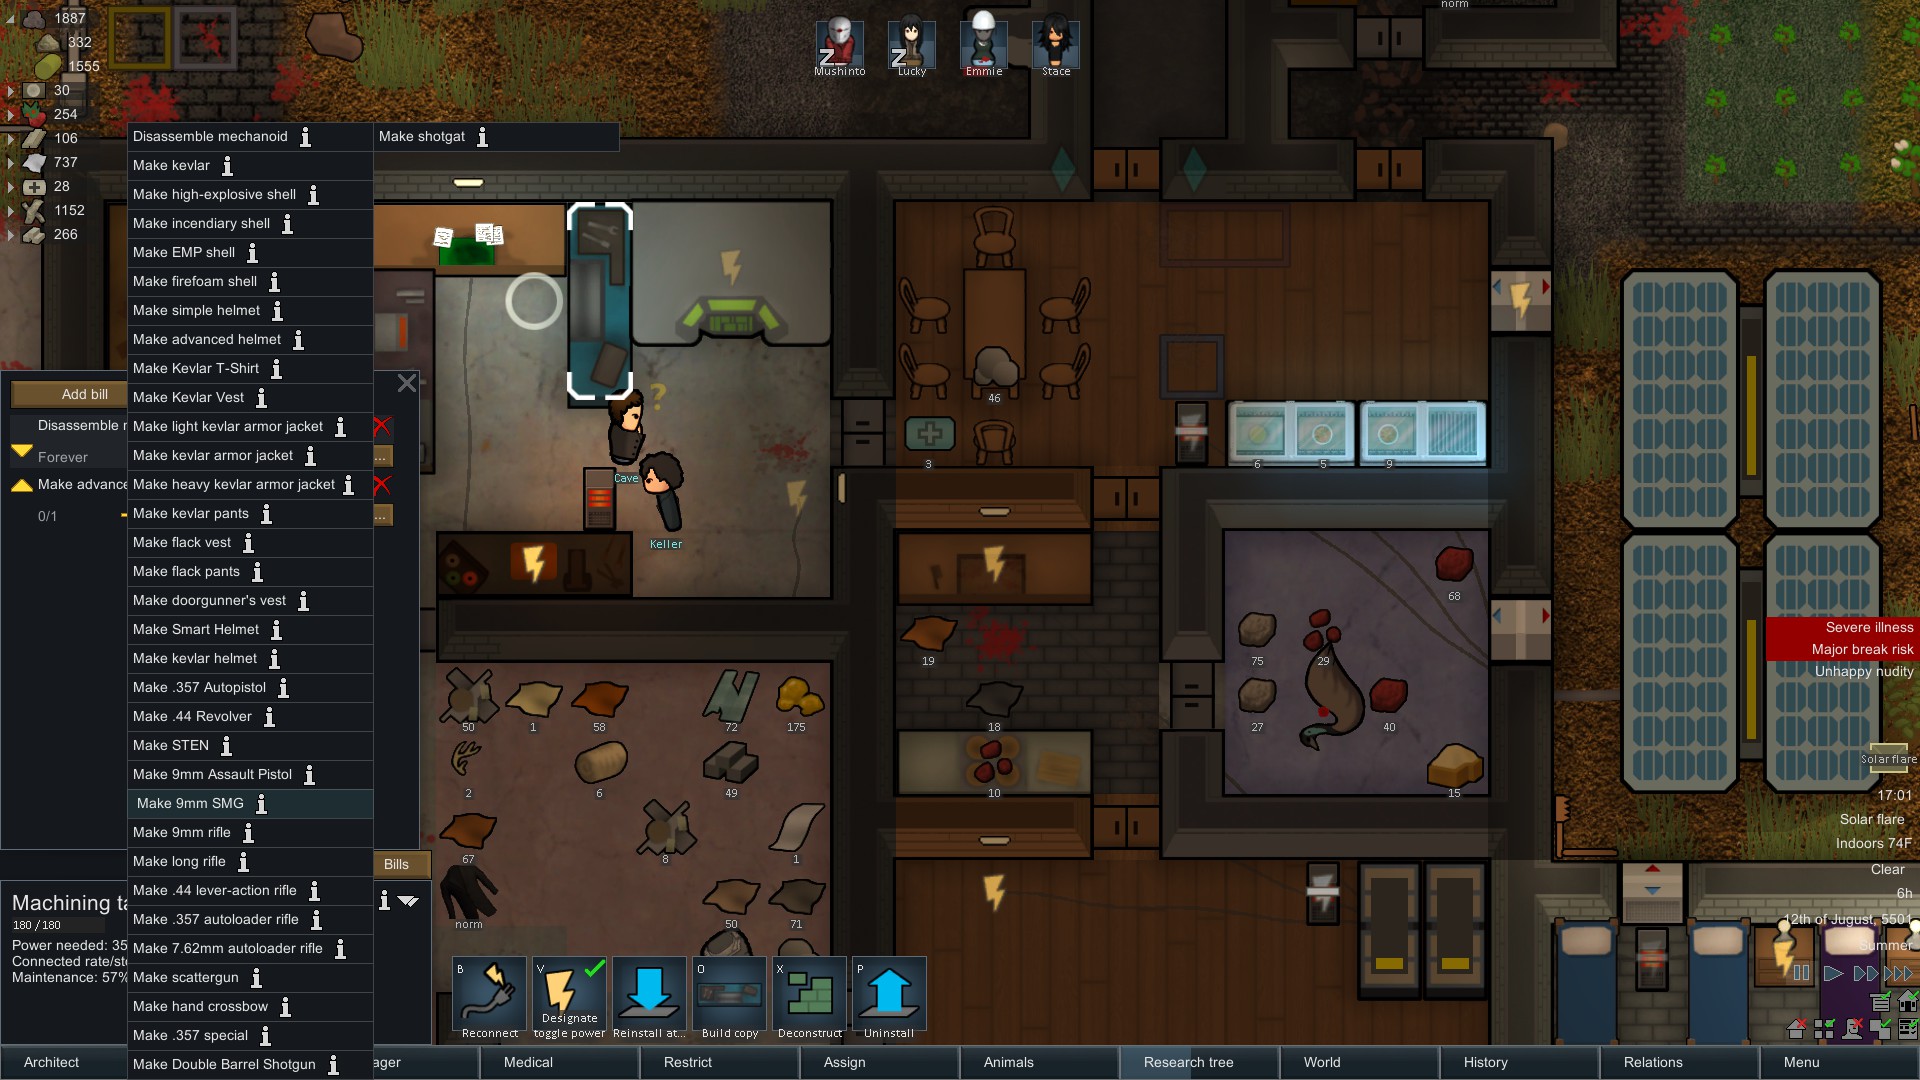 norm
1887
332
1555
30
254
106
737
28
1152
266
Mushinto
Lucky
Emmie
Stace
Disassemble mechanoid
Make shotgat
Make kevlar
Make high-explosive shell
Make incendiary shell
Make EMP shell
Make firefoam shell
Make simple helmet
Make advanced helmet
Make Kevlar T-Shirt
Make Kevlar Vest
Make light kevlar armor jacket
Make kevlar armor jacket
Make heavy kevlar armor jacket
Make kevlar pants
Make flack vest
Make flack pants
Make doorgunner's vest
Make Smart Helmet
Make kevlar helmet
Make .357 Autopistol
Make .44 Revolver
Make STEN
Make 9mm Assault Pistol
Make 9mm SMG
Make 9mm rifle
Make long rifle
Make .44 lever-action rifle
Make .357 autoloader rifle
Make 7.62mm autoloader rifle
Make scattergun
Make hand crossbow
Make .357 special
Make Double Barrel Shotgun
Add bill
Disassemble
Forever
...
Make advance
0/1
...
Bills
Machining ta
180 / 180
Power needed: 35
Connected rate/sto
Maintenance: 57%
Cave
Keller
46
3
6
5
9
68
75
29
27
40
15
19
18
10
50
1
58
72
175
2
6
49
67
8
1
norm
50
71
Severe illness
Major break risk
Unhappy nudity
Solar flare
17:01
Solar flare
Indoors 74F
Clear
6h
12th of Jugust, 5501
Summer
B
Reconnect
V
Designate toggle power
Reinstall at...
O
Build copy
X
Deconstruct
P
Uninstall
Architect
ager
Medical
Restrict
Assign
Animals
Research tree
World
History
Relations
Menu